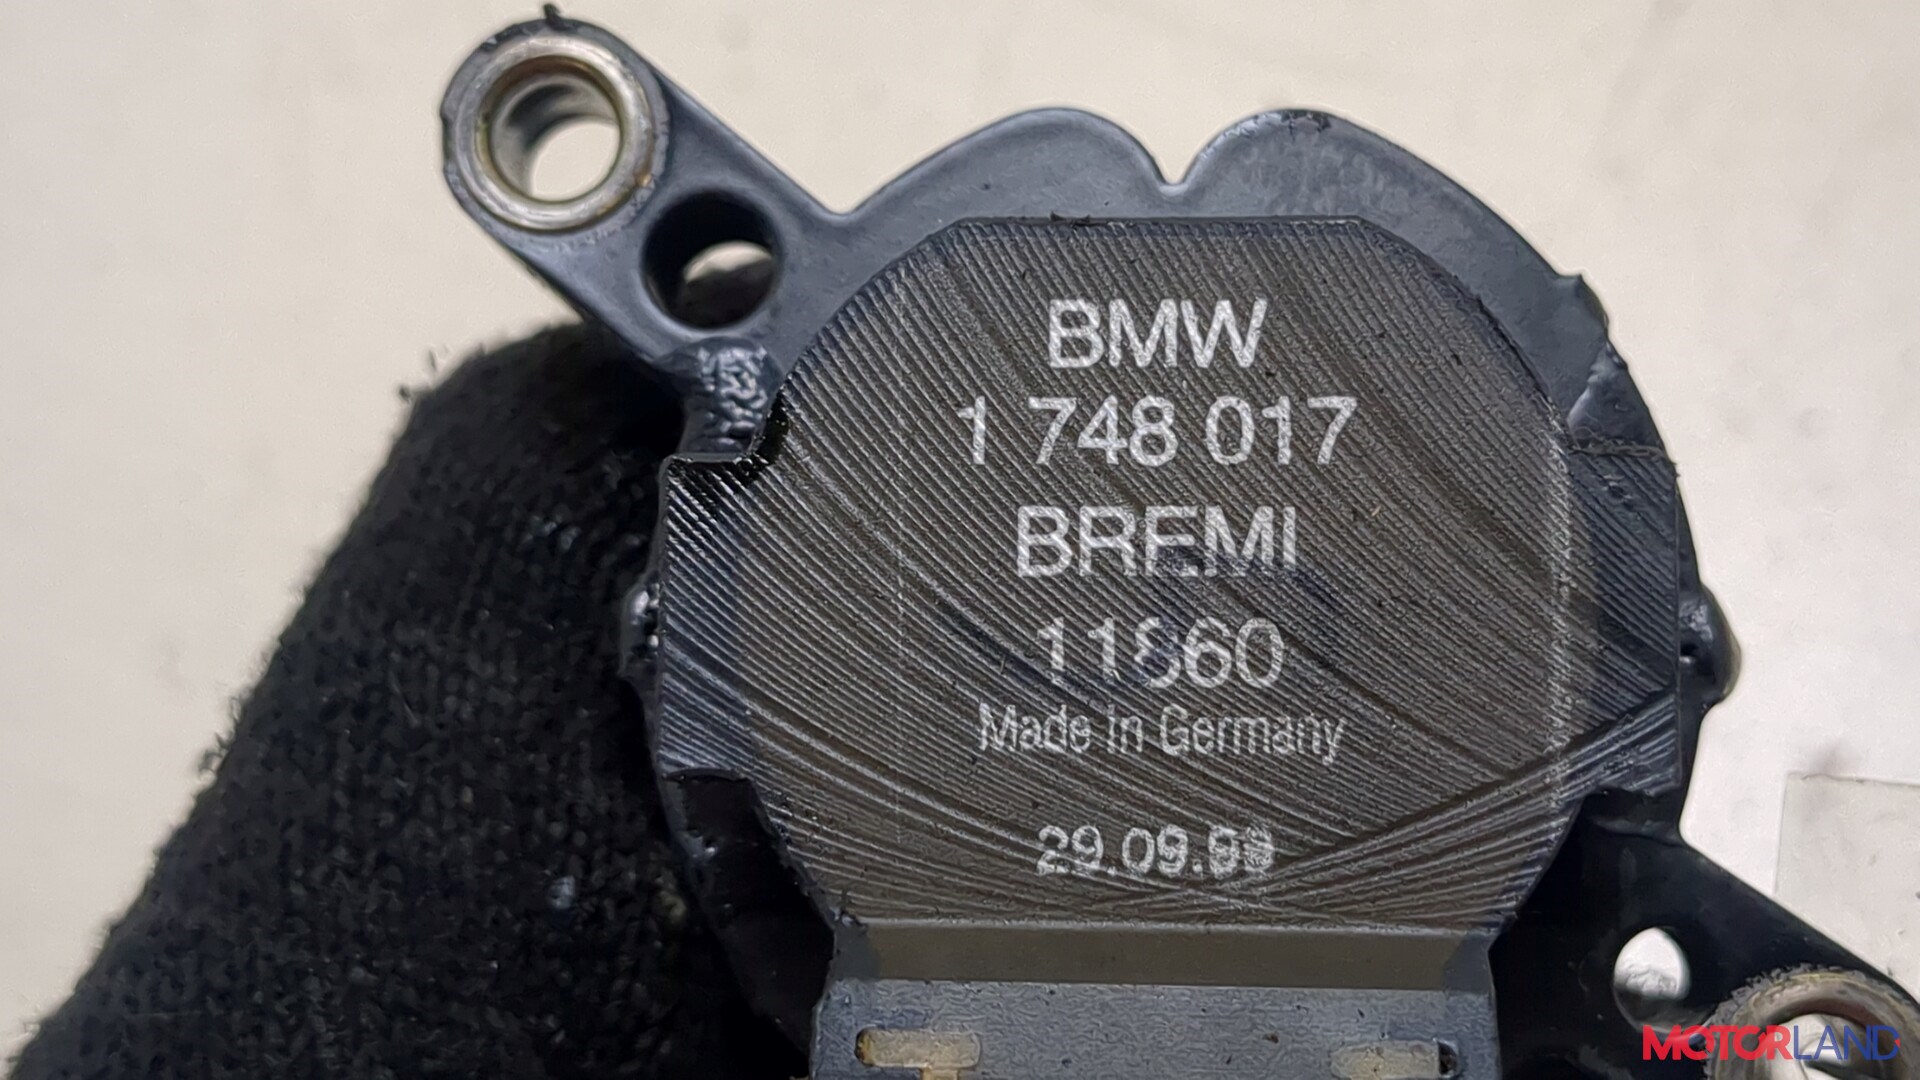 BMW
1 748 017
BREMI
11860
Made in Germany
29.09.99
MOTORLAND